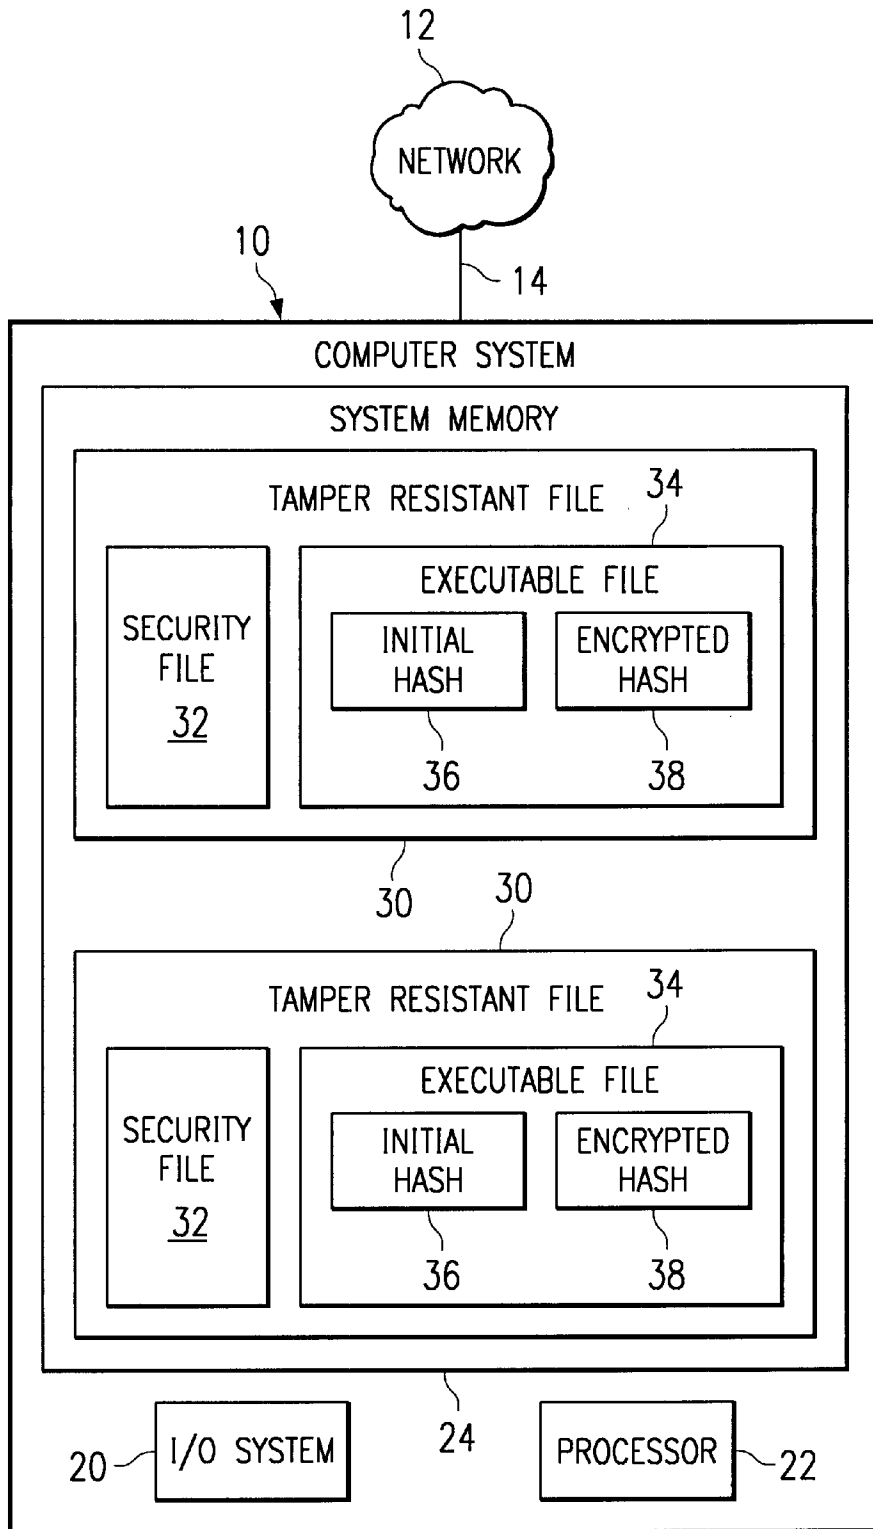 12
NETWORK
10
14
COMPUTER SYSTEM
SYSTEM MEMORY
TAMPER RESISTANT FILE
34
SECURITY
FILE
32
EXECUTABLE FILE
INITIAL
HASH
ENCRYPTED
HASH
36
38
30
30
TAMPER RESISTANT FILE
34
SECURITY
FILE
32
EXECUTABLE FILE
INITIAL
HASH
ENCRYPTED
HASH
36
38
20
I/O SYSTEM
24
PROCESSOR
22